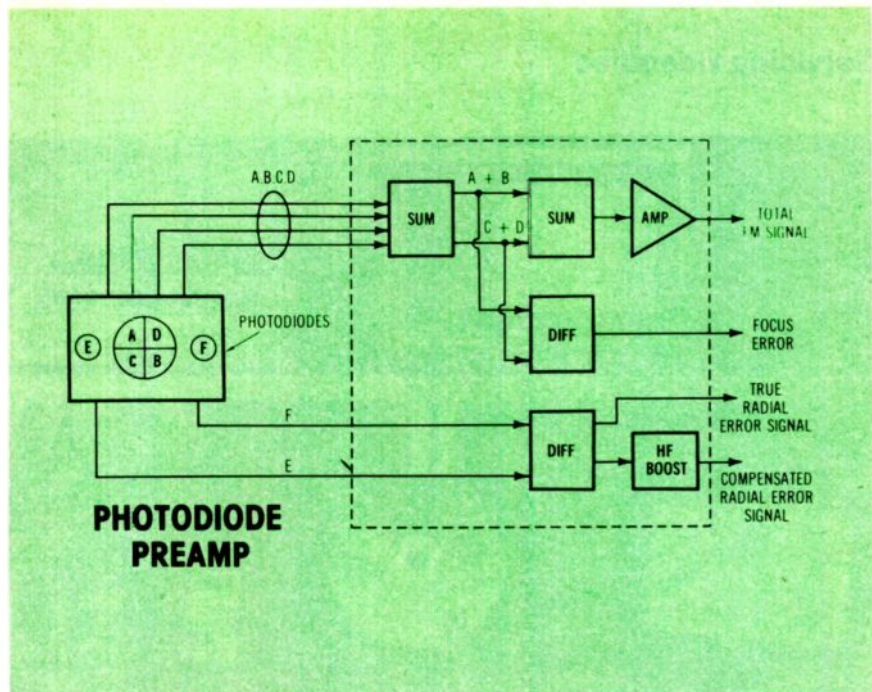 A.B.C D
SUM
A + B
C + D
SUM
AMP
TOTAL
SIGNAL
PHOTODIODES
E
A D
C B
F
DIFF
FOCUS
ERROR
F
E
DIFF
TRUE
RADIAL
ERROR SIGNAL
HF
BOOST
COMPENSATED
RADIAL ERROR
SIGNAL
PHOTODIODE
PREAMP